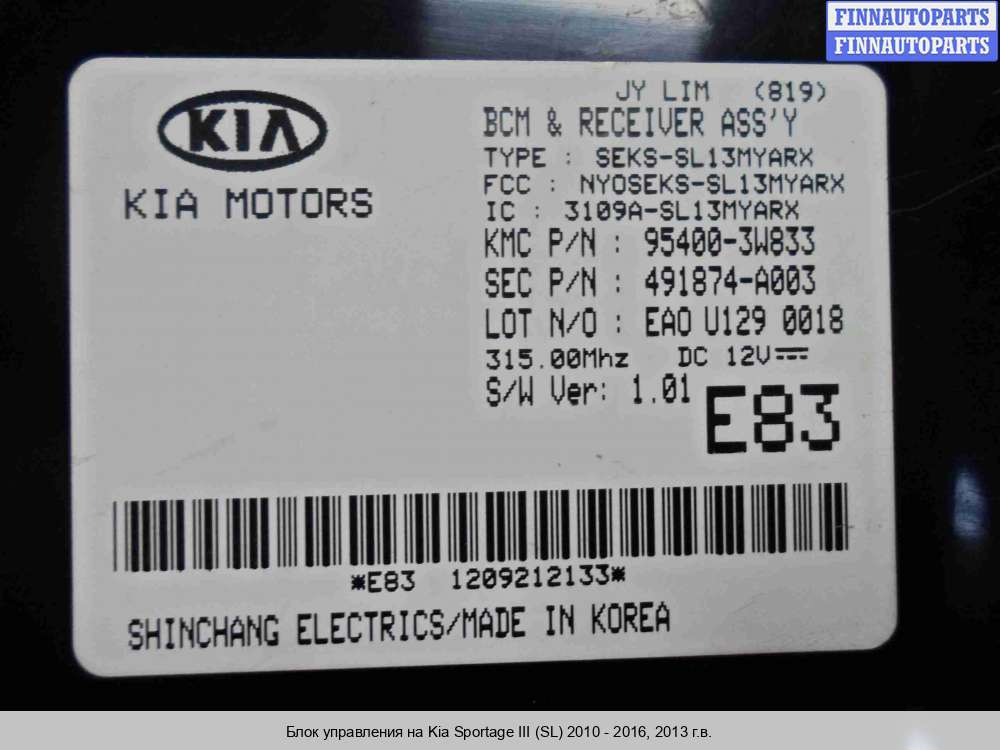 FINNAUTOPARTS
FINNAUTOPARTS
JY LIM (819)
KIA
KIA MOTORS
BCM & RECEIVER ASS'Y
TYPE : SEKS-SL13MYARX
FCC : NYOSEKS-SL13MYARX
IC : 3109A-SL13MYARX
KMC P/N : 95400-3W833
SEC P/N : 491874-A003
LOT N/O : EAO U129 0018
315.00Mhz DC 12V
S/W Ver: 1.01
E83
*E83 1209212133*
SHINCHANG ELECTRICS/MADE IN KOREA
Блок управления на Kia Sportage III (SL) 2010 - 2016, 2013 г.в.